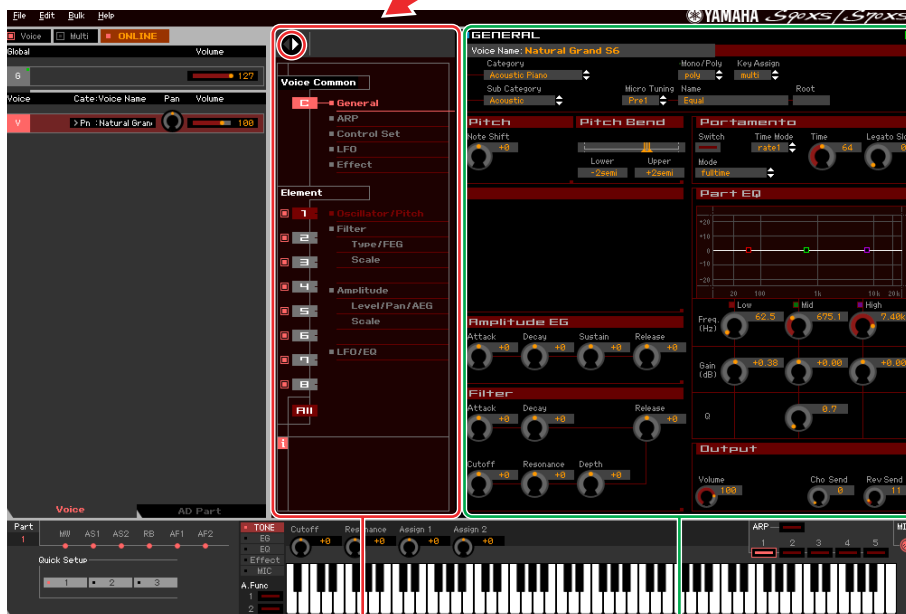 File Edit Bulk Help
YAMAHA S90XS/S70XS
Voice Multi ONLINE
Global Volume
G 127
Voice Cate:Voice Name Pan Volume
V >Pn :Natural Gran 100
Voice AD Part
Voice Common
C General
ARP
Control Set
LFO
Effect
Element
1 Oscillator/Pitch
2 Filter
Type/FEG
3 Scale
4 Amplitude
5 Level/Pan/AEG
Scale
6
7 LFO/EQ
8
All
i
GENERAL
Voice Name: Natural Grand S6
Category Mono/Poly Key Assign
Acoustic Piano poly multi
Sub Category Micro Tuning Name Root
Acoustic Pre1 Equal
Pitch
Note Shift
+0
Pitch Bend
Lower Upper
-2semi +2semi
Portamento
Switch Time Mode Time Legato Slo
rate1 64 0
Mode
fulltime
Part EQ
+20
+10
0
-10
-20
20 100 1k 10k 20k
Low Mid High
Freq. (Hz) 62.5 675.1 7.40k
Gain (dB) +0.38 +0.00 +0.00
Q 0.7
Amplitude EG
Attack Decay Sustain Release
+0 +0 +0 +0
Filter
Attack Decay Release
+0 +0 +0
Cutoff Resonance Depth
+0 +0 +0
Output
Volume Cho Send Rev Send
100 0 11
Part
1
MW AS1 AS2 RB AF1 AF2
Quick Setup
1 2 3
TONE
EG
EQ
Effect
MIC
A.Func
1
2
Cutoff Resonance Assign 1 Assign 2
+0 +0 +0 +0
ARP
1 2 3 4 5